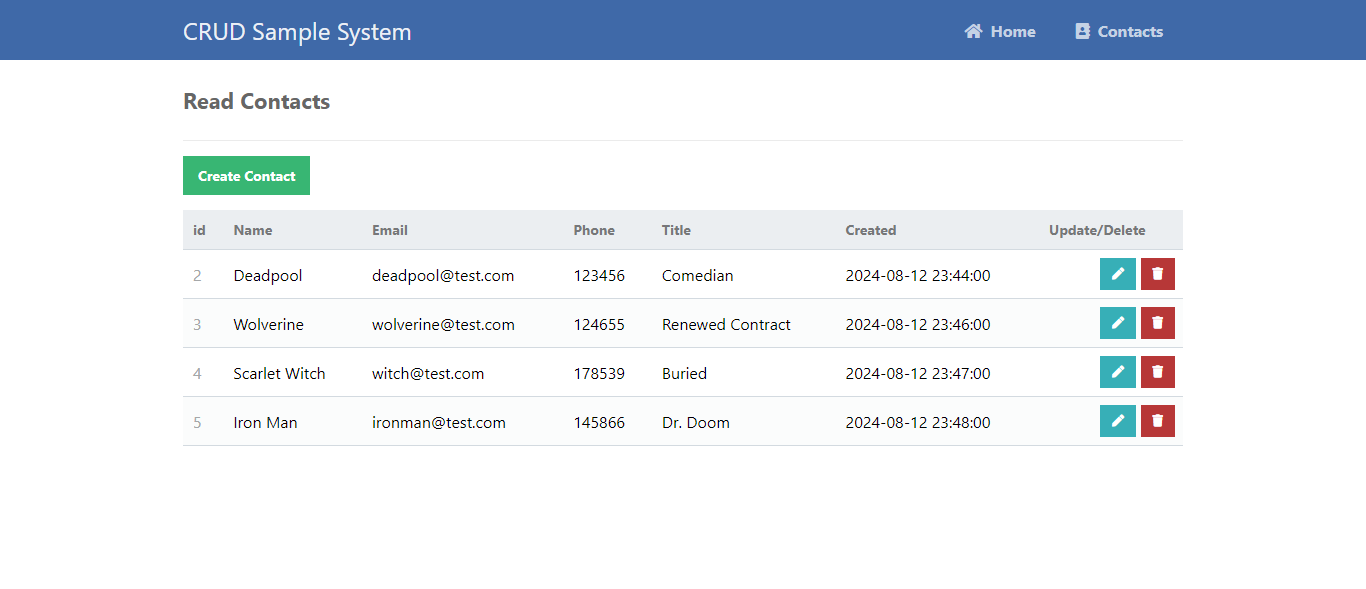 CRUD Sample System Home Contacts
Read Contacts
Create Contact
id Name Email Phone Title Created Update/Delete
2 Deadpool deadpool@test.com 123456 Comedian 2024-08-12 23:44:00
3 Wolverine wolverine@test.com 124655 Renewed Contract 2024-08-12 23:46:00
4 Scarlet Witch witch@test.com 178539 Buried 2024-08-12 23:47:00
5 Iron Man ironman@test.com 145866 Dr. Doom 2024-08-12 23:48:00